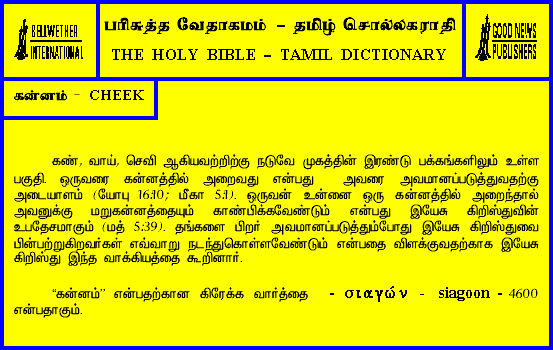 BELLWETHER
INTERNATIONAL
பரிசுத்த வேதாகமம் – தமிழ் சொல்லகராதி
THE HOLY BIBLE – TAMIL DICTIONARY
GOOD NEWS
PUBLISHERS
கன்னம் - CHEEK
கண், வாய், செவி ஆகியவற்றிற்கு நடுவே முகத்தின் இரண்டு பக்கங்களிலும் உள்ள
பகுதி. ஒருவரை கன்னத்தில் அறைவது என்பது அவரை அவமானப்படுத்துவதற்கு
அடையாளம் (யோபு 16:10; மீகா 5:1). ஒருவன் உன்னை ஒரு கன்னத்தில் அறைந்தால்
அவனுக்கு மறுகன்னத்தையும் காண்பிக்கவேண்டும் என்பது இயேசு கிறிஸ்துவின்
உபதேசமாகும் (மத் 5:39). தங்களை பிறர் அவமானப்படுத்தும்போது இயேசு கிறிஸ்துவை
பின்பற்றுகிறவர்கள் எவ்வாறு நடந்துகொள்ளவேண்டும் என்பதை விளக்குவதற்காக இயேசு
கிறிஸ்து இந்த வாக்கியத்தை கூறினார்.
“கன்னம்” என்பதற்கான கிரேக்க வார்த்தை - σιαγών - siagoon - 4600
என்பதாகும்.